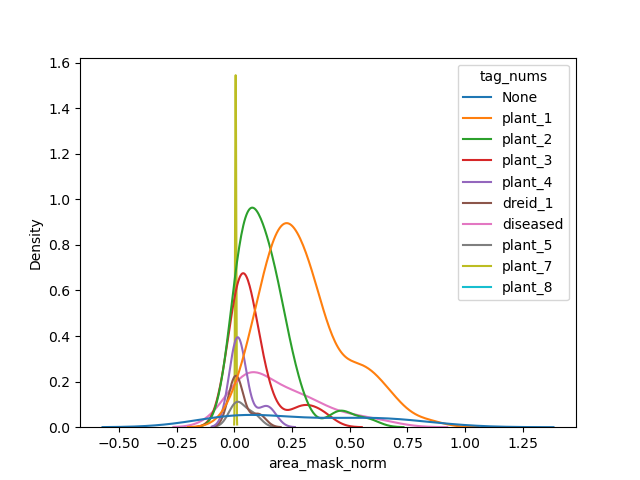 tag_nums
None
plant_1
plant_2
plant_3
plant_4
dreid_1
diseased
plant_5
plant_7
plant_8
1.6
1.4
1.2
1.0
0.8
0.6
0.4
0.2
0.0
Density
−0.50 −0.25 0.00 0.25 0.50 0.75 1.00 1.25
area_mask_norm